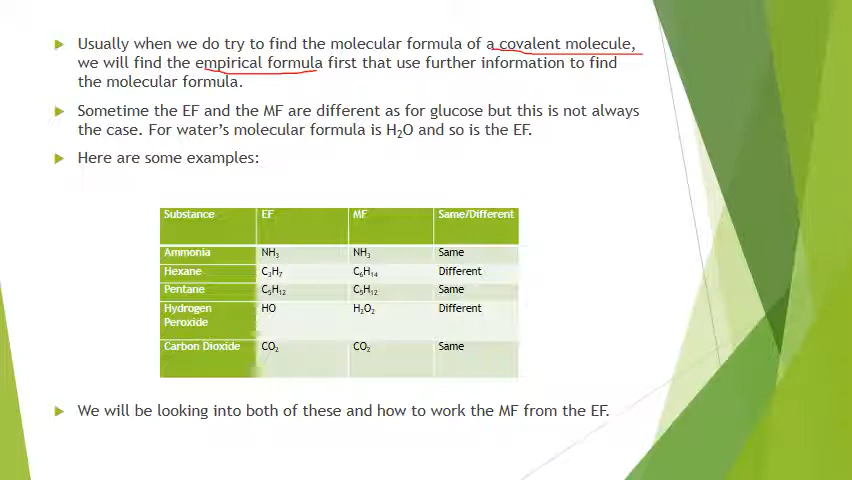 Usually when we do try to find the molecular formula of a covalent molecule,
we will find the empirical formula first that use further information to find
the molecular formula.
Sometime the EF and the MF are different as for glucose but this is not always
the case. For water's molecular formula is H₂O and so is the EF.
Here are some examples:
Substance EF MF Same/Different
Ammonia NH₃ NH₃ Same
Hexane C₃H₇ C₆H₁₄ Different
Pentane C₅H₁₂ C₅H₁₂ Same
Hydrogen HO H₂O₂ Different
Peroxide
Carbon Dioxide CO₂ CO₂ Same
We will be looking into both of these and how to work the MF from the EF.